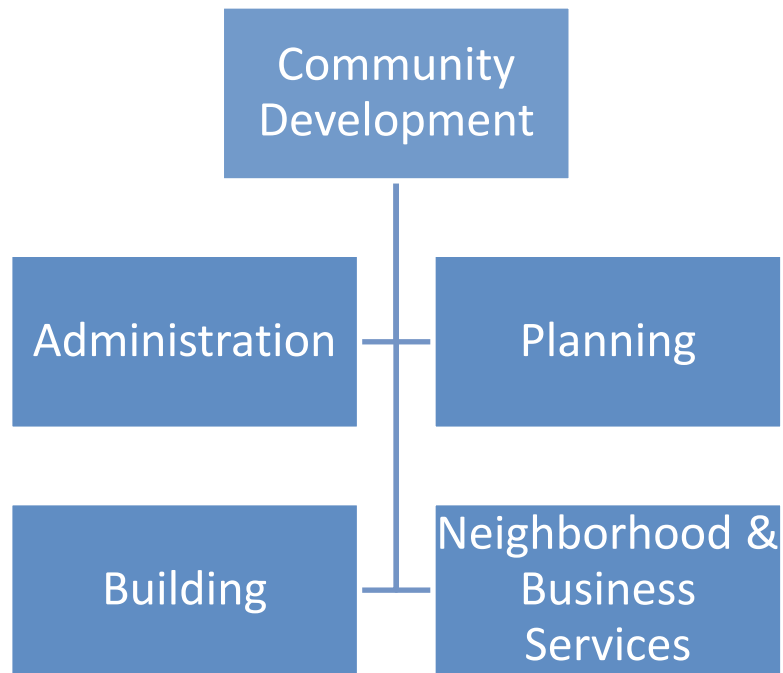 Community
Development
Administration
Planning
Building
Neighborhood &
Business
Services